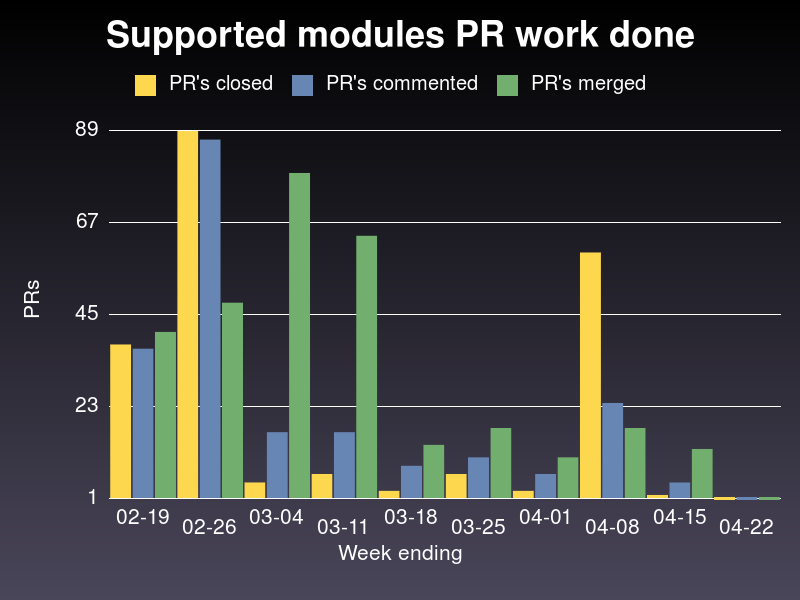 Supported modules PR work done
PR's closed PR's commented PR's merged
89
67
45
23
1
PRs
02-19 02-26 03-04 03-11 03-18 03-25 04-01 04-08 04-15 04-22
Week ending